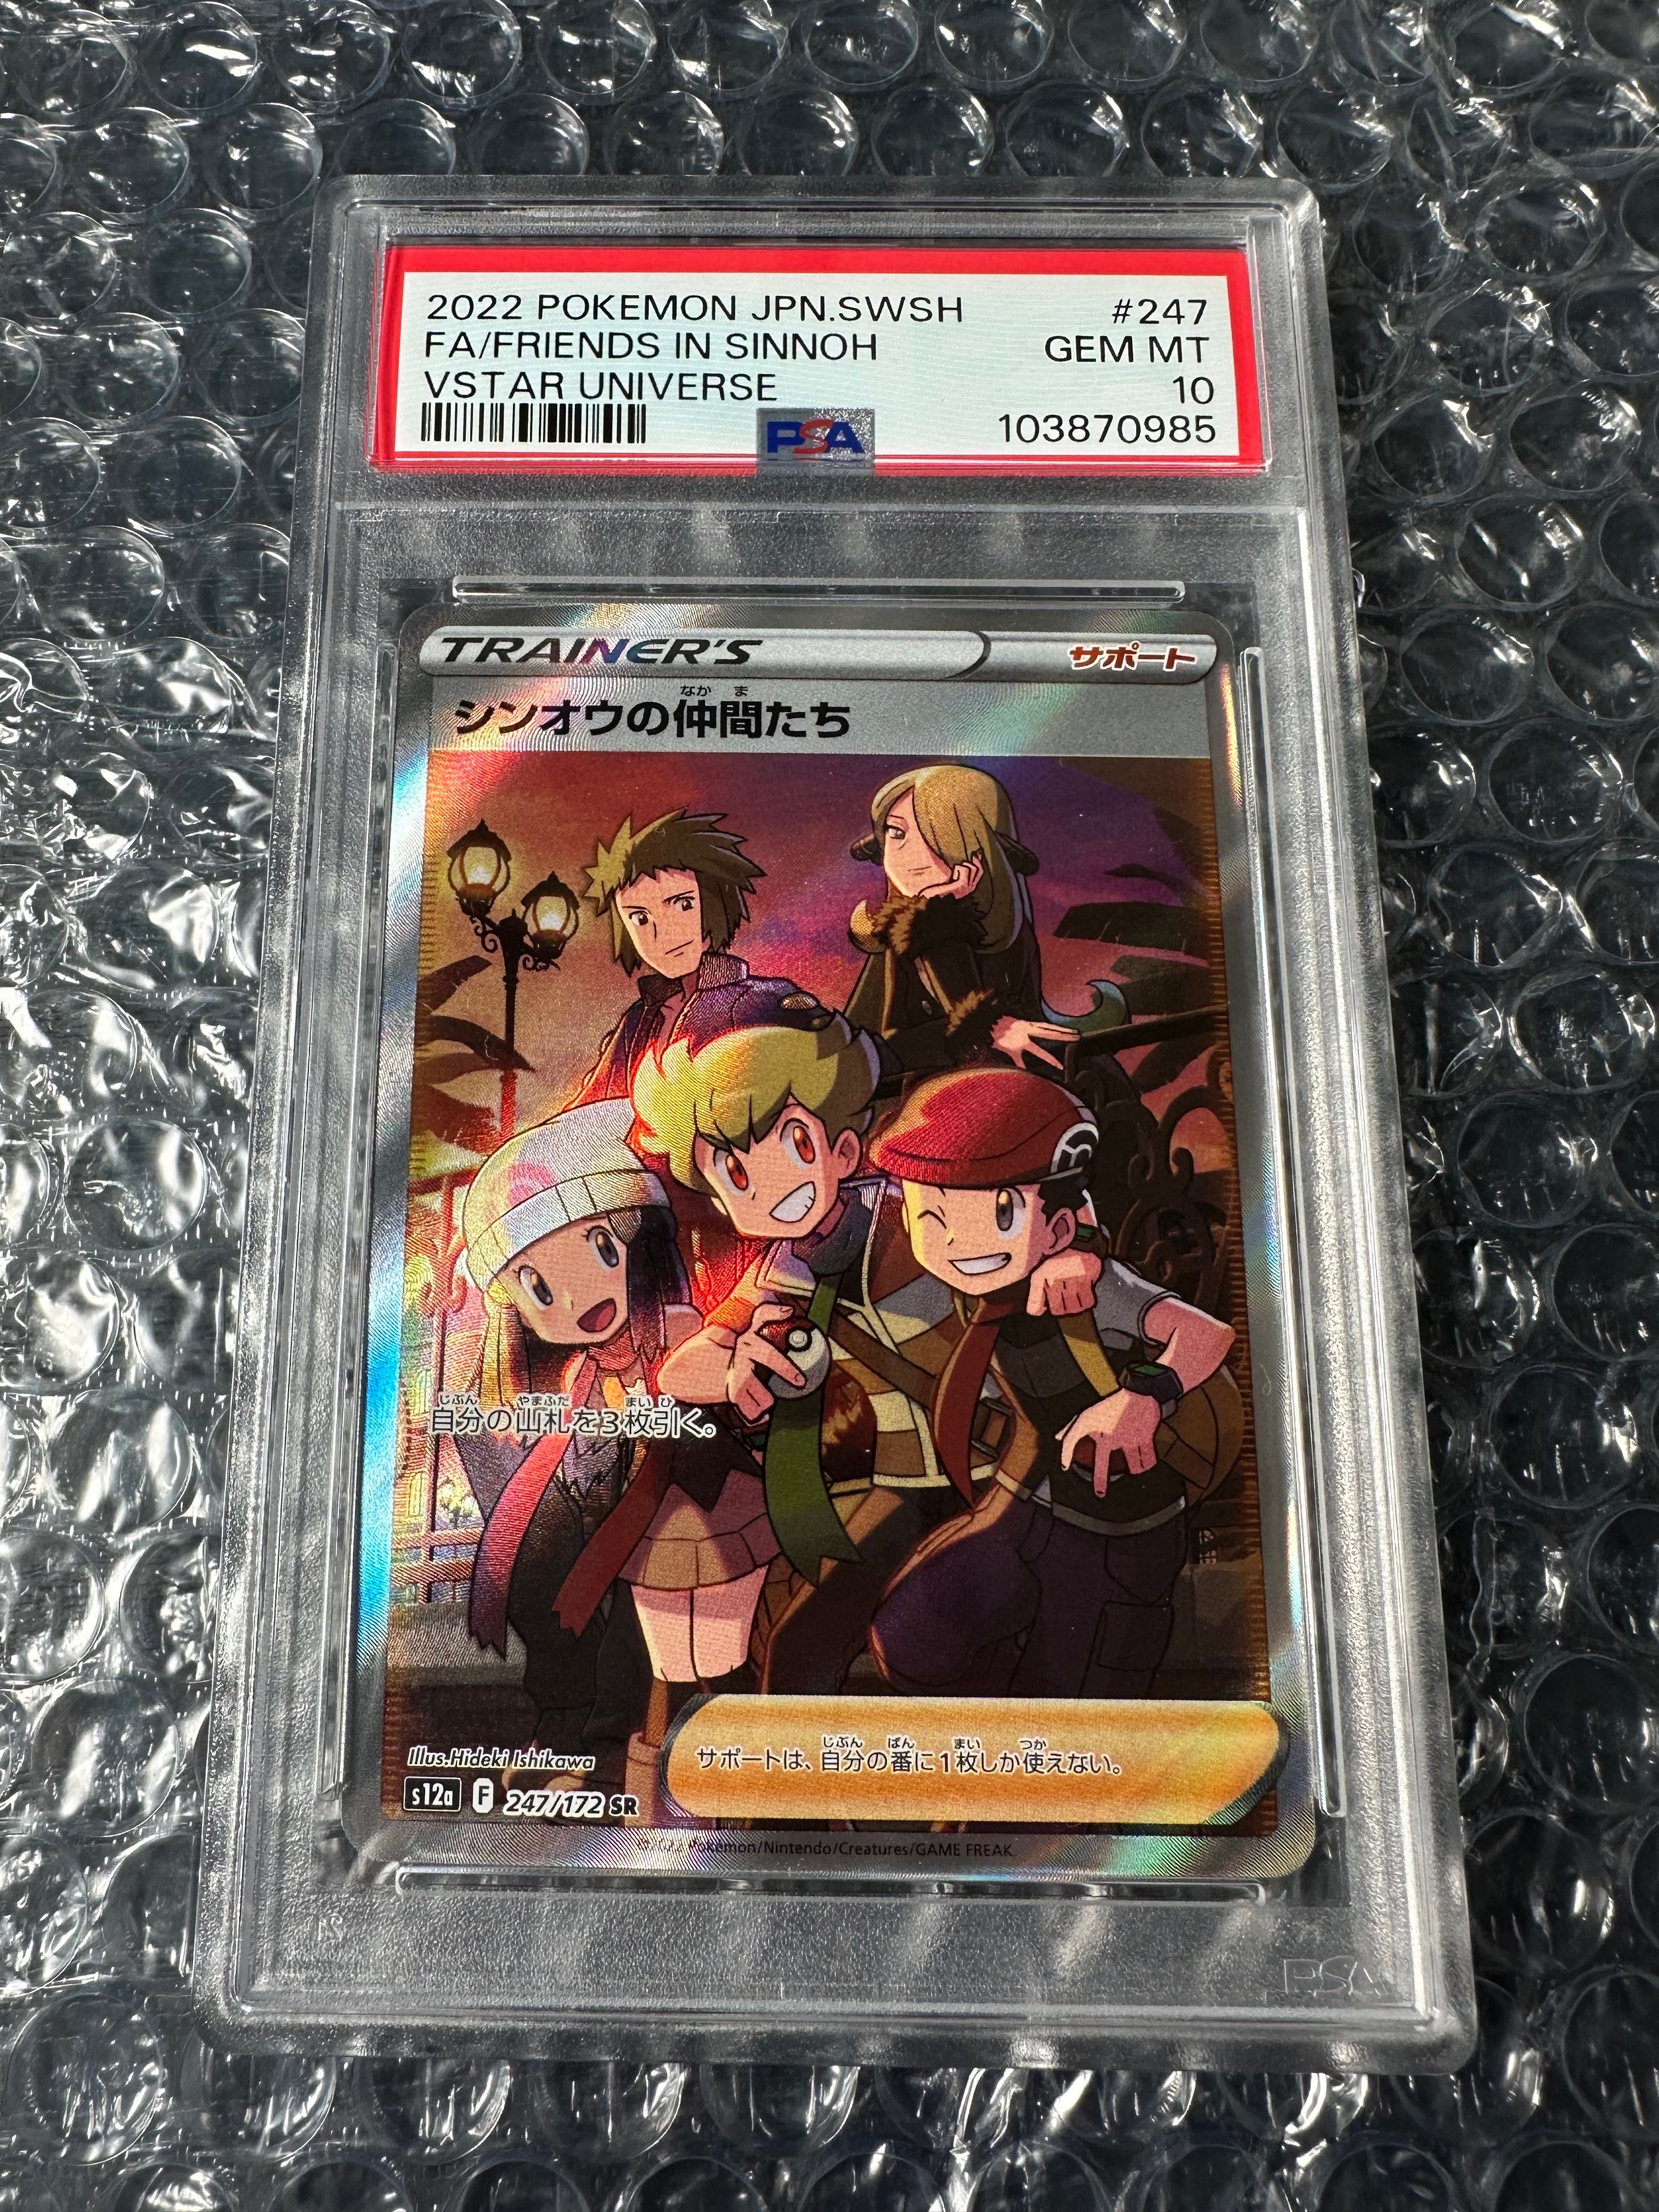 2022 POKEMON JPN.SWSH #247
FA/FRIENDS IN SINNOH GEM MT
VSTAR UNIVERSE 10
PSA 103870985
TRAINER'S サポート
なかま
シンオウの仲間たち
じぶん やまふだ まい ひ
自分の山札を3枚引く。
じぶん ばん まい つか
サポートは、自分の番に1枚しか使えない。
Illus.Hideki Ishikawa
s12a F 247/172 SR
©2022 Pokémon/Nintendo/Creatures/GAME FREAK.
PSA